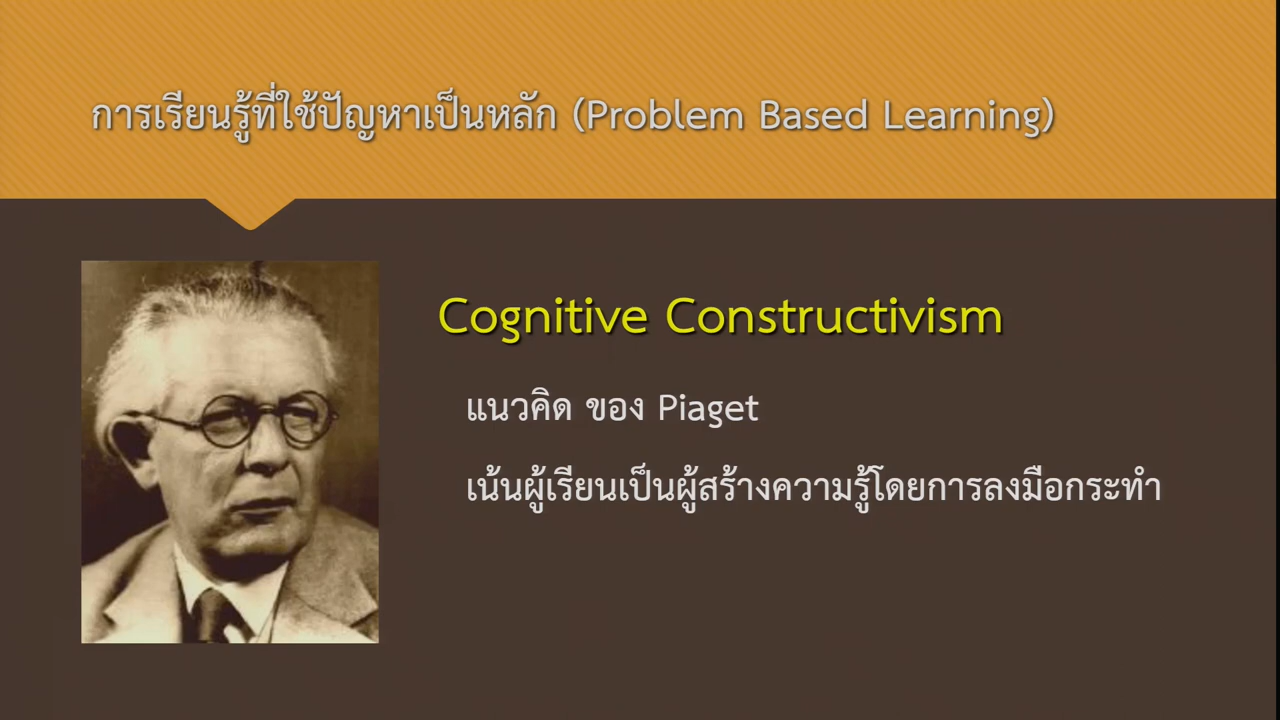 การเรียนรู้ที่ใช้ปัญหาเป็นหลัก (Problem Based Learning)
Cognitive Constructivism
แนวคิด ของ Piaget
เน้นผู้เรียนเป็นผู้สร้างความรู้โดยการลงมือกระทำ